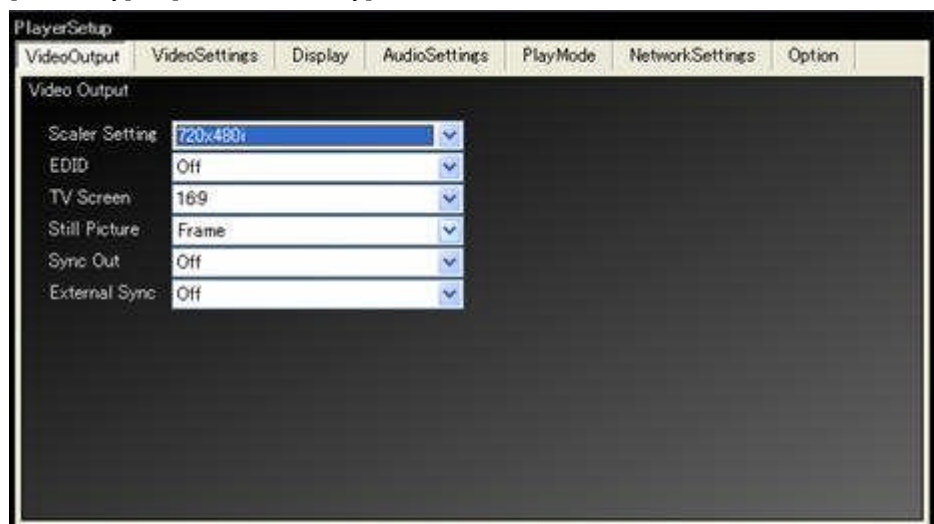 PlayerSetup
VideoOutput VideoSettings Display AudioSettings PlayMode NetworkSettings Option
Video Output
Scaler Setting 720x480i
EDID Off
TV Screen 16:9
Still Picture Frame
Sync Out Off
External Sync Off